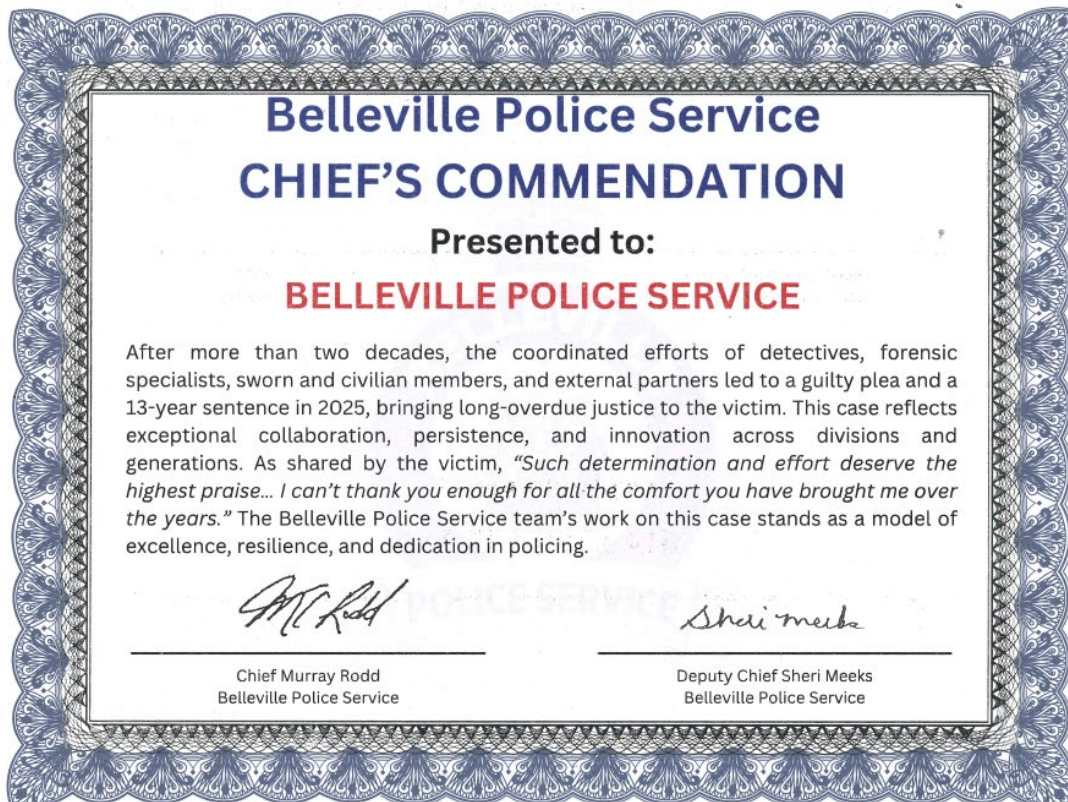 Belleville Police Service
CHIEF'S COMMENDATION
Presented to:
BELLEVILLE POLICE SERVICE
After more than two decades, the coordinated efforts of detectives, forensic
specialists, sworn and civilian members, and external partners led to a guilty plea and a
13-year sentence in 2025, bringing long-overdue justice to the victim. This case reflects
exceptional collaboration, persistence, and innovation across divisions and
generations. As shared by the victim, “Such determination and effort deserve the
highest praise... I can’t thank you enough for all the comfort you have brought me over
the years.” The Belleville Police Service team’s work on this case stands as a model of
excellence, resilience, and dedication in policing.
MC Rodd
Sheri Meeks
Chief Murray Rodd
Belleville Police Service
Deputy Chief Sheri Meeks
Belleville Police Service
POLICE SERVICE